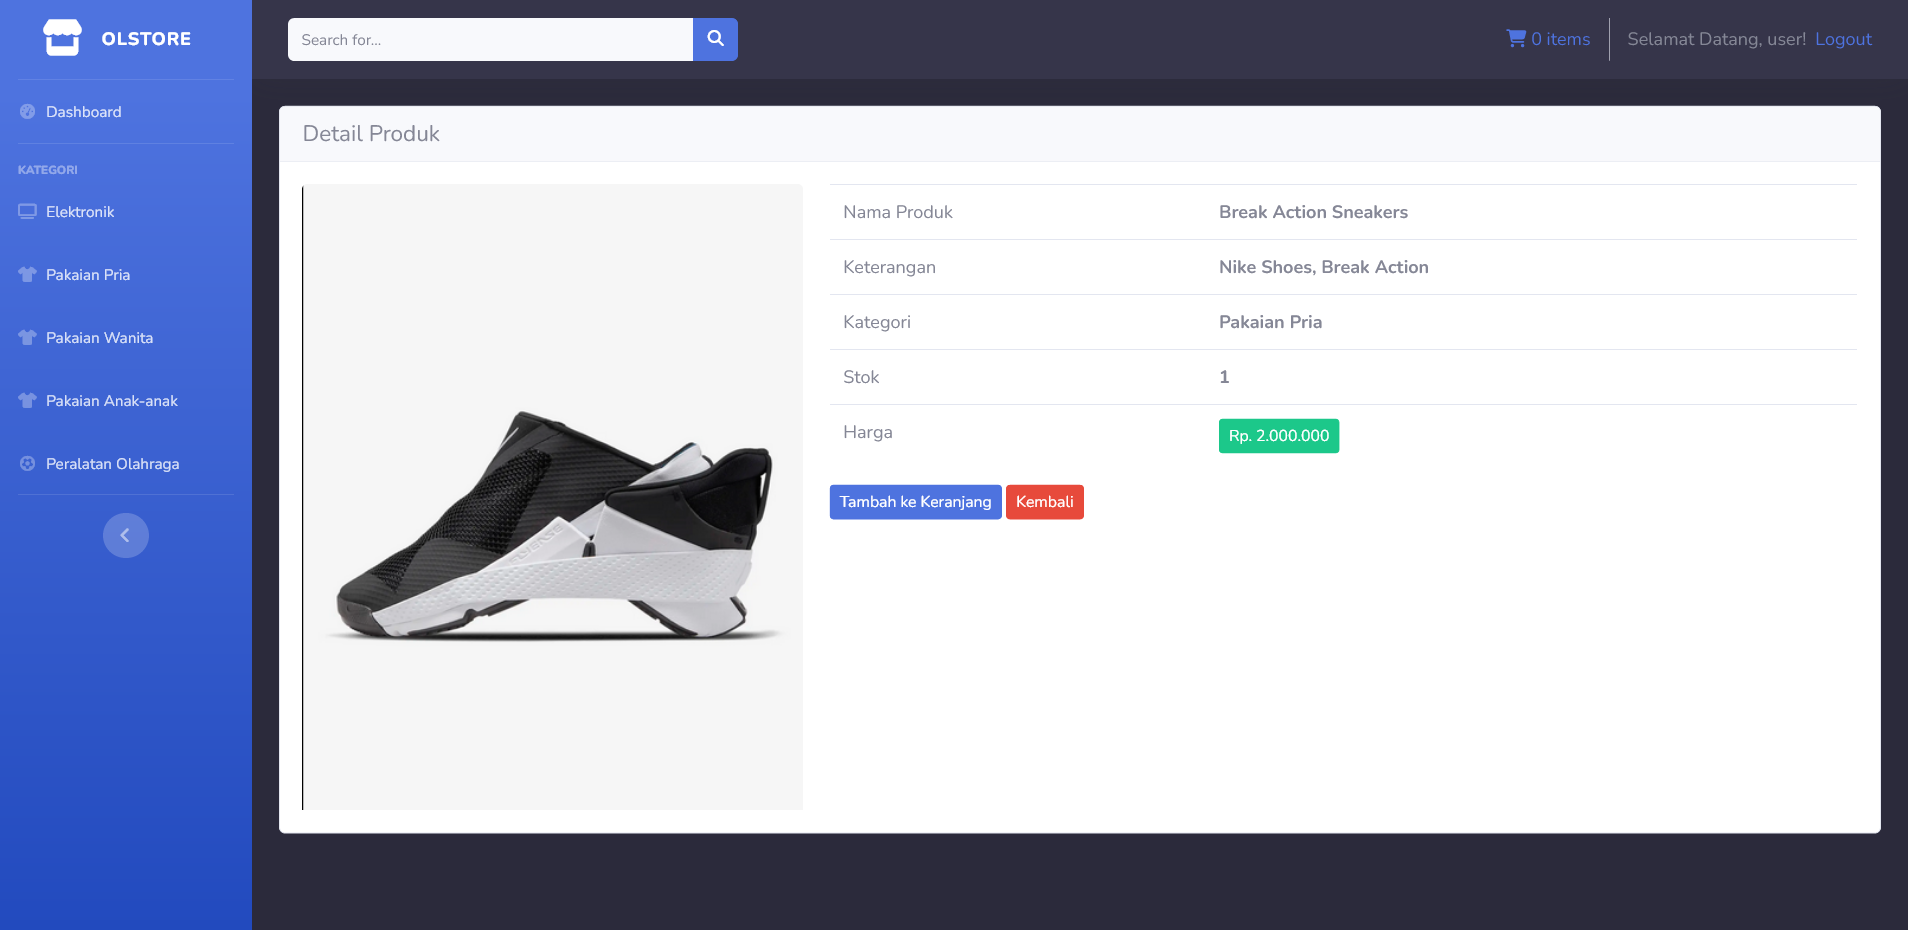 OLSTORE
Dashboard
KATEGORI
Elektronik
Pakaian Pria
Pakaian Wanita
Pakaian Anak-anak
Peralatan Olahraga
Search for...
0 items
Selamat Datang, user! Logout
Detail Produk
Nama Produk Break Action Sneakers
Keterangan Nike Shoes, Break Action
Kategori Pakaian Pria
Stok 1
Harga Rp. 2.000.000
Tambah ke Keranjang Kembali